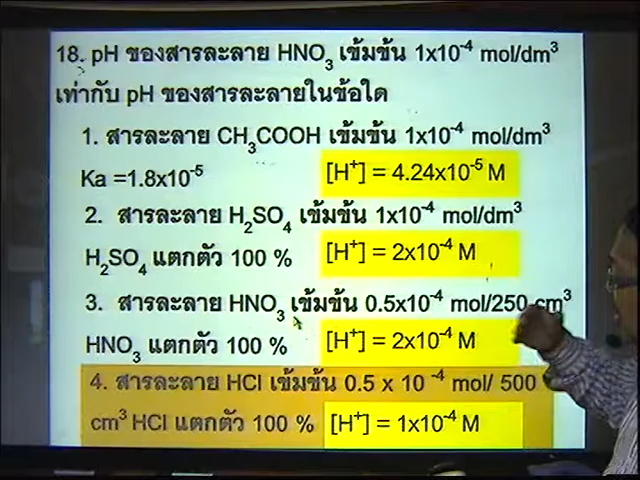 18. pH ของสารละลาย HNO₃ เข้มข้น 1x10⁻⁴ mol/dm³
เท่ากับ pH ของสารละลายในข้อใด
1. สารละลาย CH₃COOH เข้มข้น 1x10⁻⁴ mol/dm³
Ka =1.8x10⁻⁵ [H⁺] = 4.24x10⁻⁵ M
2. สารละลาย H₂SO₄ เข้มข้น 1x10⁻⁴ mol/dm³
H₂SO₄ แตกตัว 100 % [H⁺] = 2x10⁻⁴ M
3. สารละลาย HNO₃ เข้มข้น 0.5x10⁻⁴ mol/250 cm³
HNO₃ แตกตัว 100 % [H⁺] = 2x10⁻⁴ M
4. สารละลาย HCl เข้มข้น 0.5 x 10 ⁻⁴ mol/ 500
cm³ HCl แตกตัว 100 % [H⁺] = 1x10⁻⁴ M